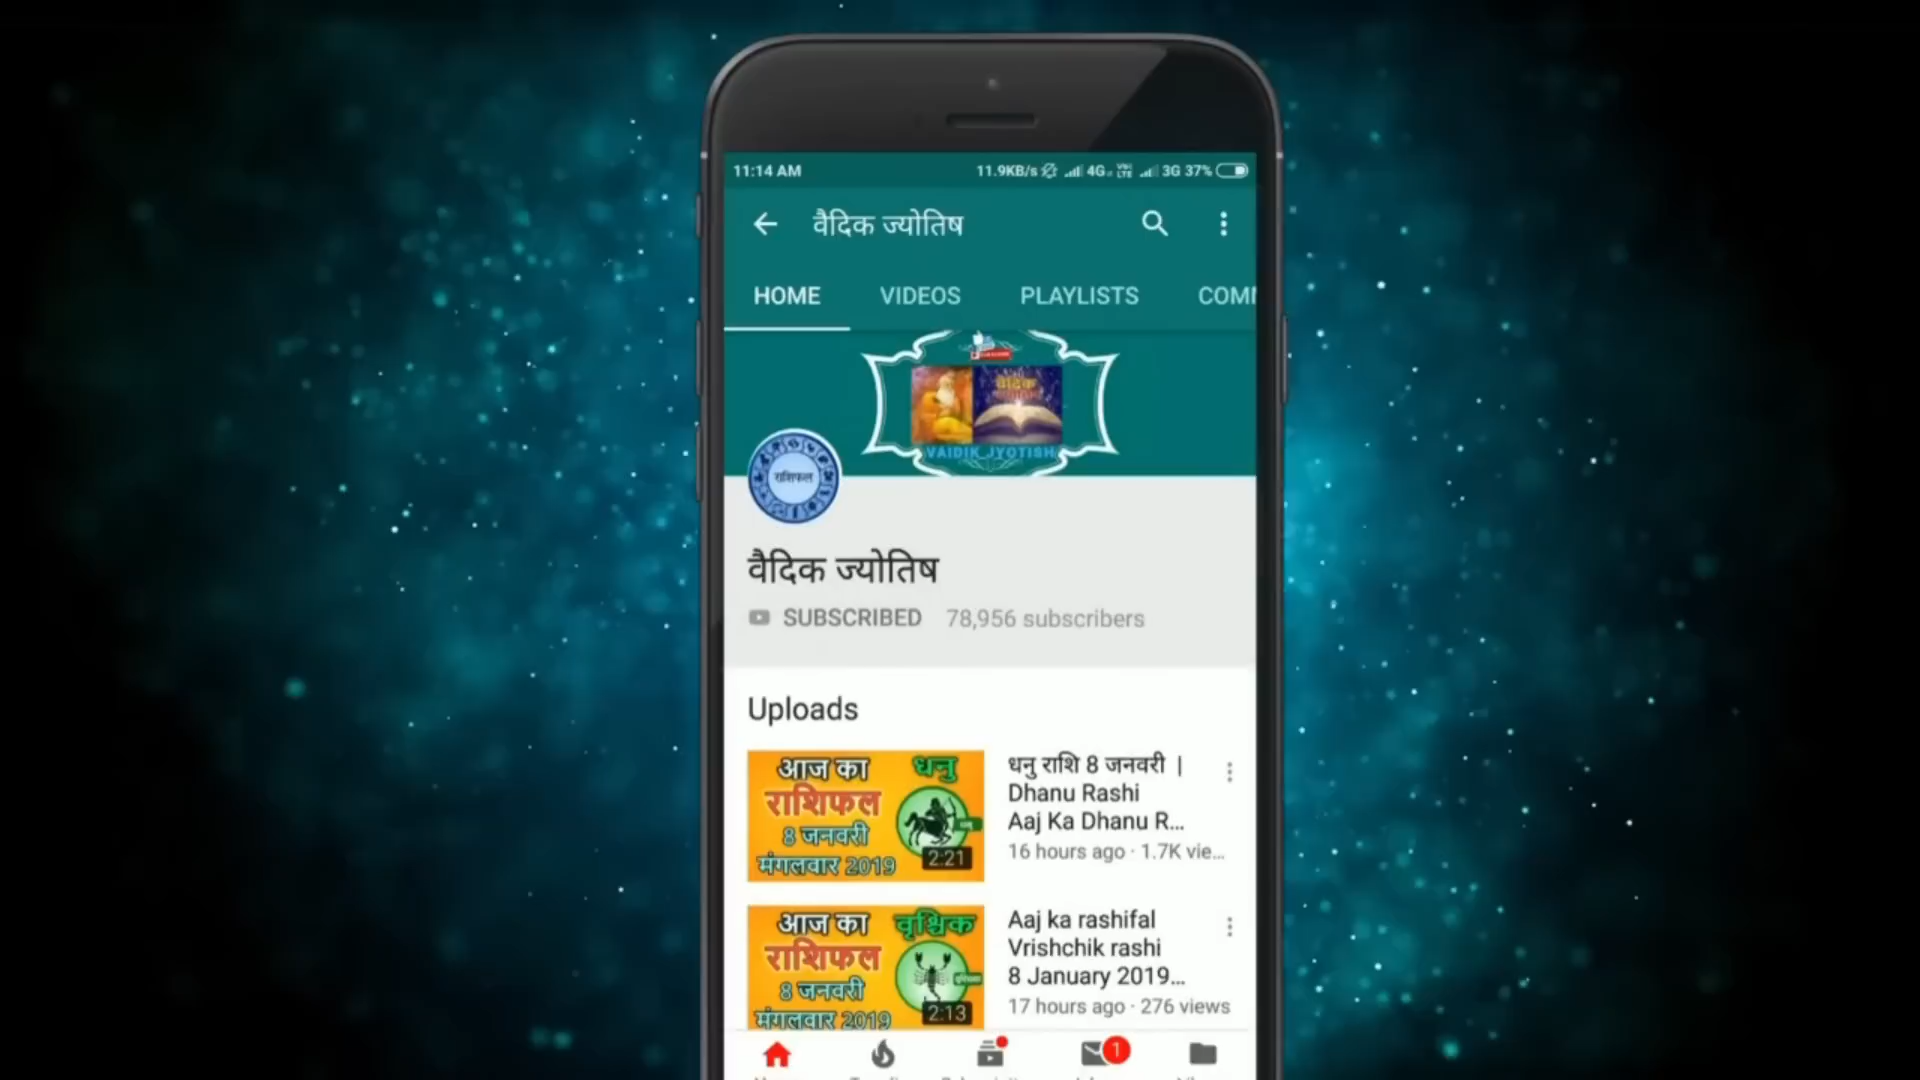 11:14 AM 11.9KB/s 4G VoLTE 3G 37%
वैदिक ज्योतिष
HOME VIDEOS PLAYLISTS COMM
वैदिक
VAIDIK JYOTISH
राशिफल
वैदिक ज्योतिष
SUBSCRIBED 78,956 subscribers
Uploads
आज का धनु
राशिफल
8 जनवरी
मंगलवार 2019
2:21
धनु राशि 8 जनवरी |
Dhanu Rashi
Aaj Ka Dhanu R...
16 hours ago · 1.7K vie...
आज का वृश्चिक
राशिफल
8 जनवरी
मंगलवार 2019
2:13
Aaj ka rashifal
Vrishchik rashi
8 January 2019...
17 hours ago · 276 views
1